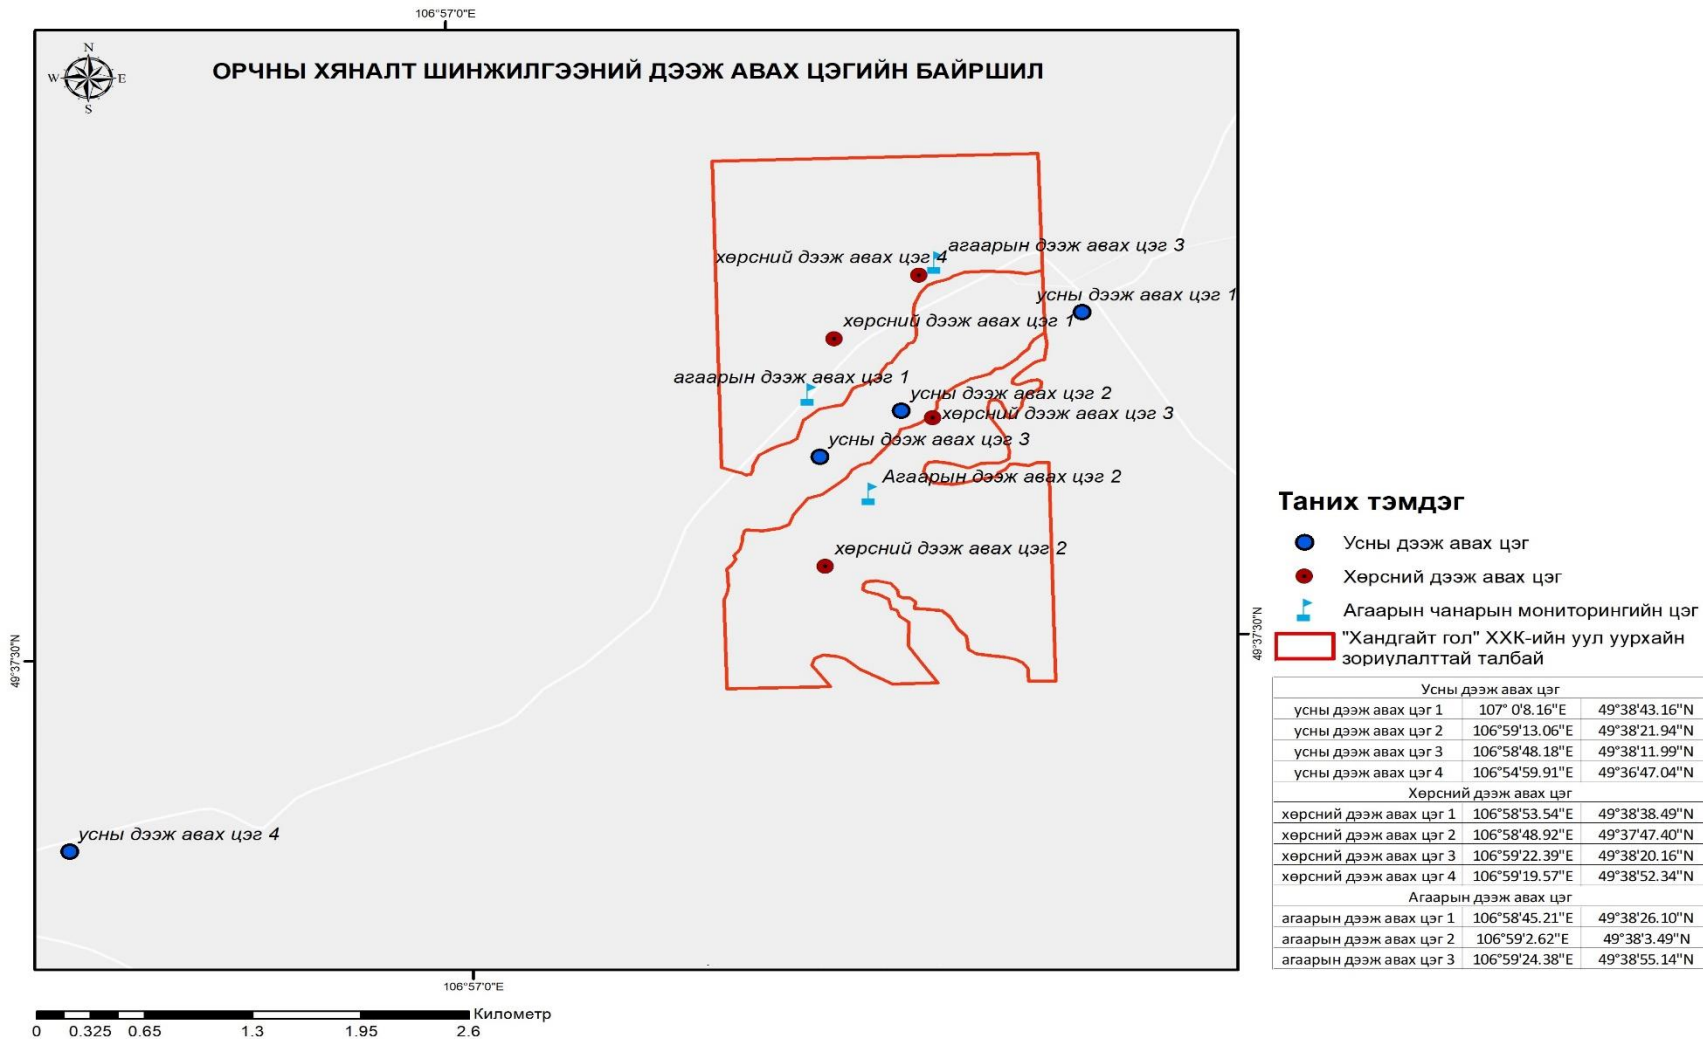 106°57'0"E
N
W E
S
ОРЧНЫ ХЯНАЛТ ШИНЖИЛГЭЭНИЙ ДЭЭЖ АВАХ ЦЭГИЙН БАЙРШИЛ
агаарын дээж авах цэг 3
хөрсний дээж авах цэг 4
усны дээж авах цэг 1
хөрсний дээж авах цэг 1
агаарын дээж авах цэг 1
усны дээж авах цэг 2
хөрсний дээж авах цэг 3
усны дээж авах цэг 3
Агаарын дээж авах цэг 2
хөрсний дээж авах цэг 2
усны дээж авах цэг 4
49°37'30"N
49°37'30"N
106°57'0"E
Километр
0 0.325 0.65 1.3 1.95 2.6
Таних тэмдэг
Усны дээж авах цэг
Хөрсний дээж авах цэг
Агаарын чанарын мониторингийн цэг
"Хандгайт гол" ХХК-ийн уул уурхайн
зориулалттай талбай
Усны дээж авах цэг
усны дээж авах цэг 1 107° 0'8.16"E 49°38'43.16"N
усны дээж авах цэг 2 106°59'13.06"E 49°38'21.94"N
усны дээж авах цэг 3 106°58'48.18"E 49°38'11.99"N
усны дээж авах цэг 4 106°54'59.91"E 49°36'47.04"N
Хөрсний дээж авах цэг
хөрсний дээж авах цэг 1 106°58'53.54"E 49°38'38.49"N
хөрсний дээж авах цэг 2 106°58'48.92"E 49°37'47.40"N
хөрсний дээж авах цэг 3 106°59'22.39"E 49°38'20.16"N
хөрсний дээж авах цэг 4 106°59'19.57"E 49°38'52.34"N
Агаарын дээж авах цэг
агаарын дээж авах цэг 1 106°58'45.21"E 49°38'26.10"N
агаарын дээж авах цэг 2 106°59'2.62"E 49°38'3.49"N
агаарын дээж авах цэг 3 106°59'24.38"E 49°38'55.14"N